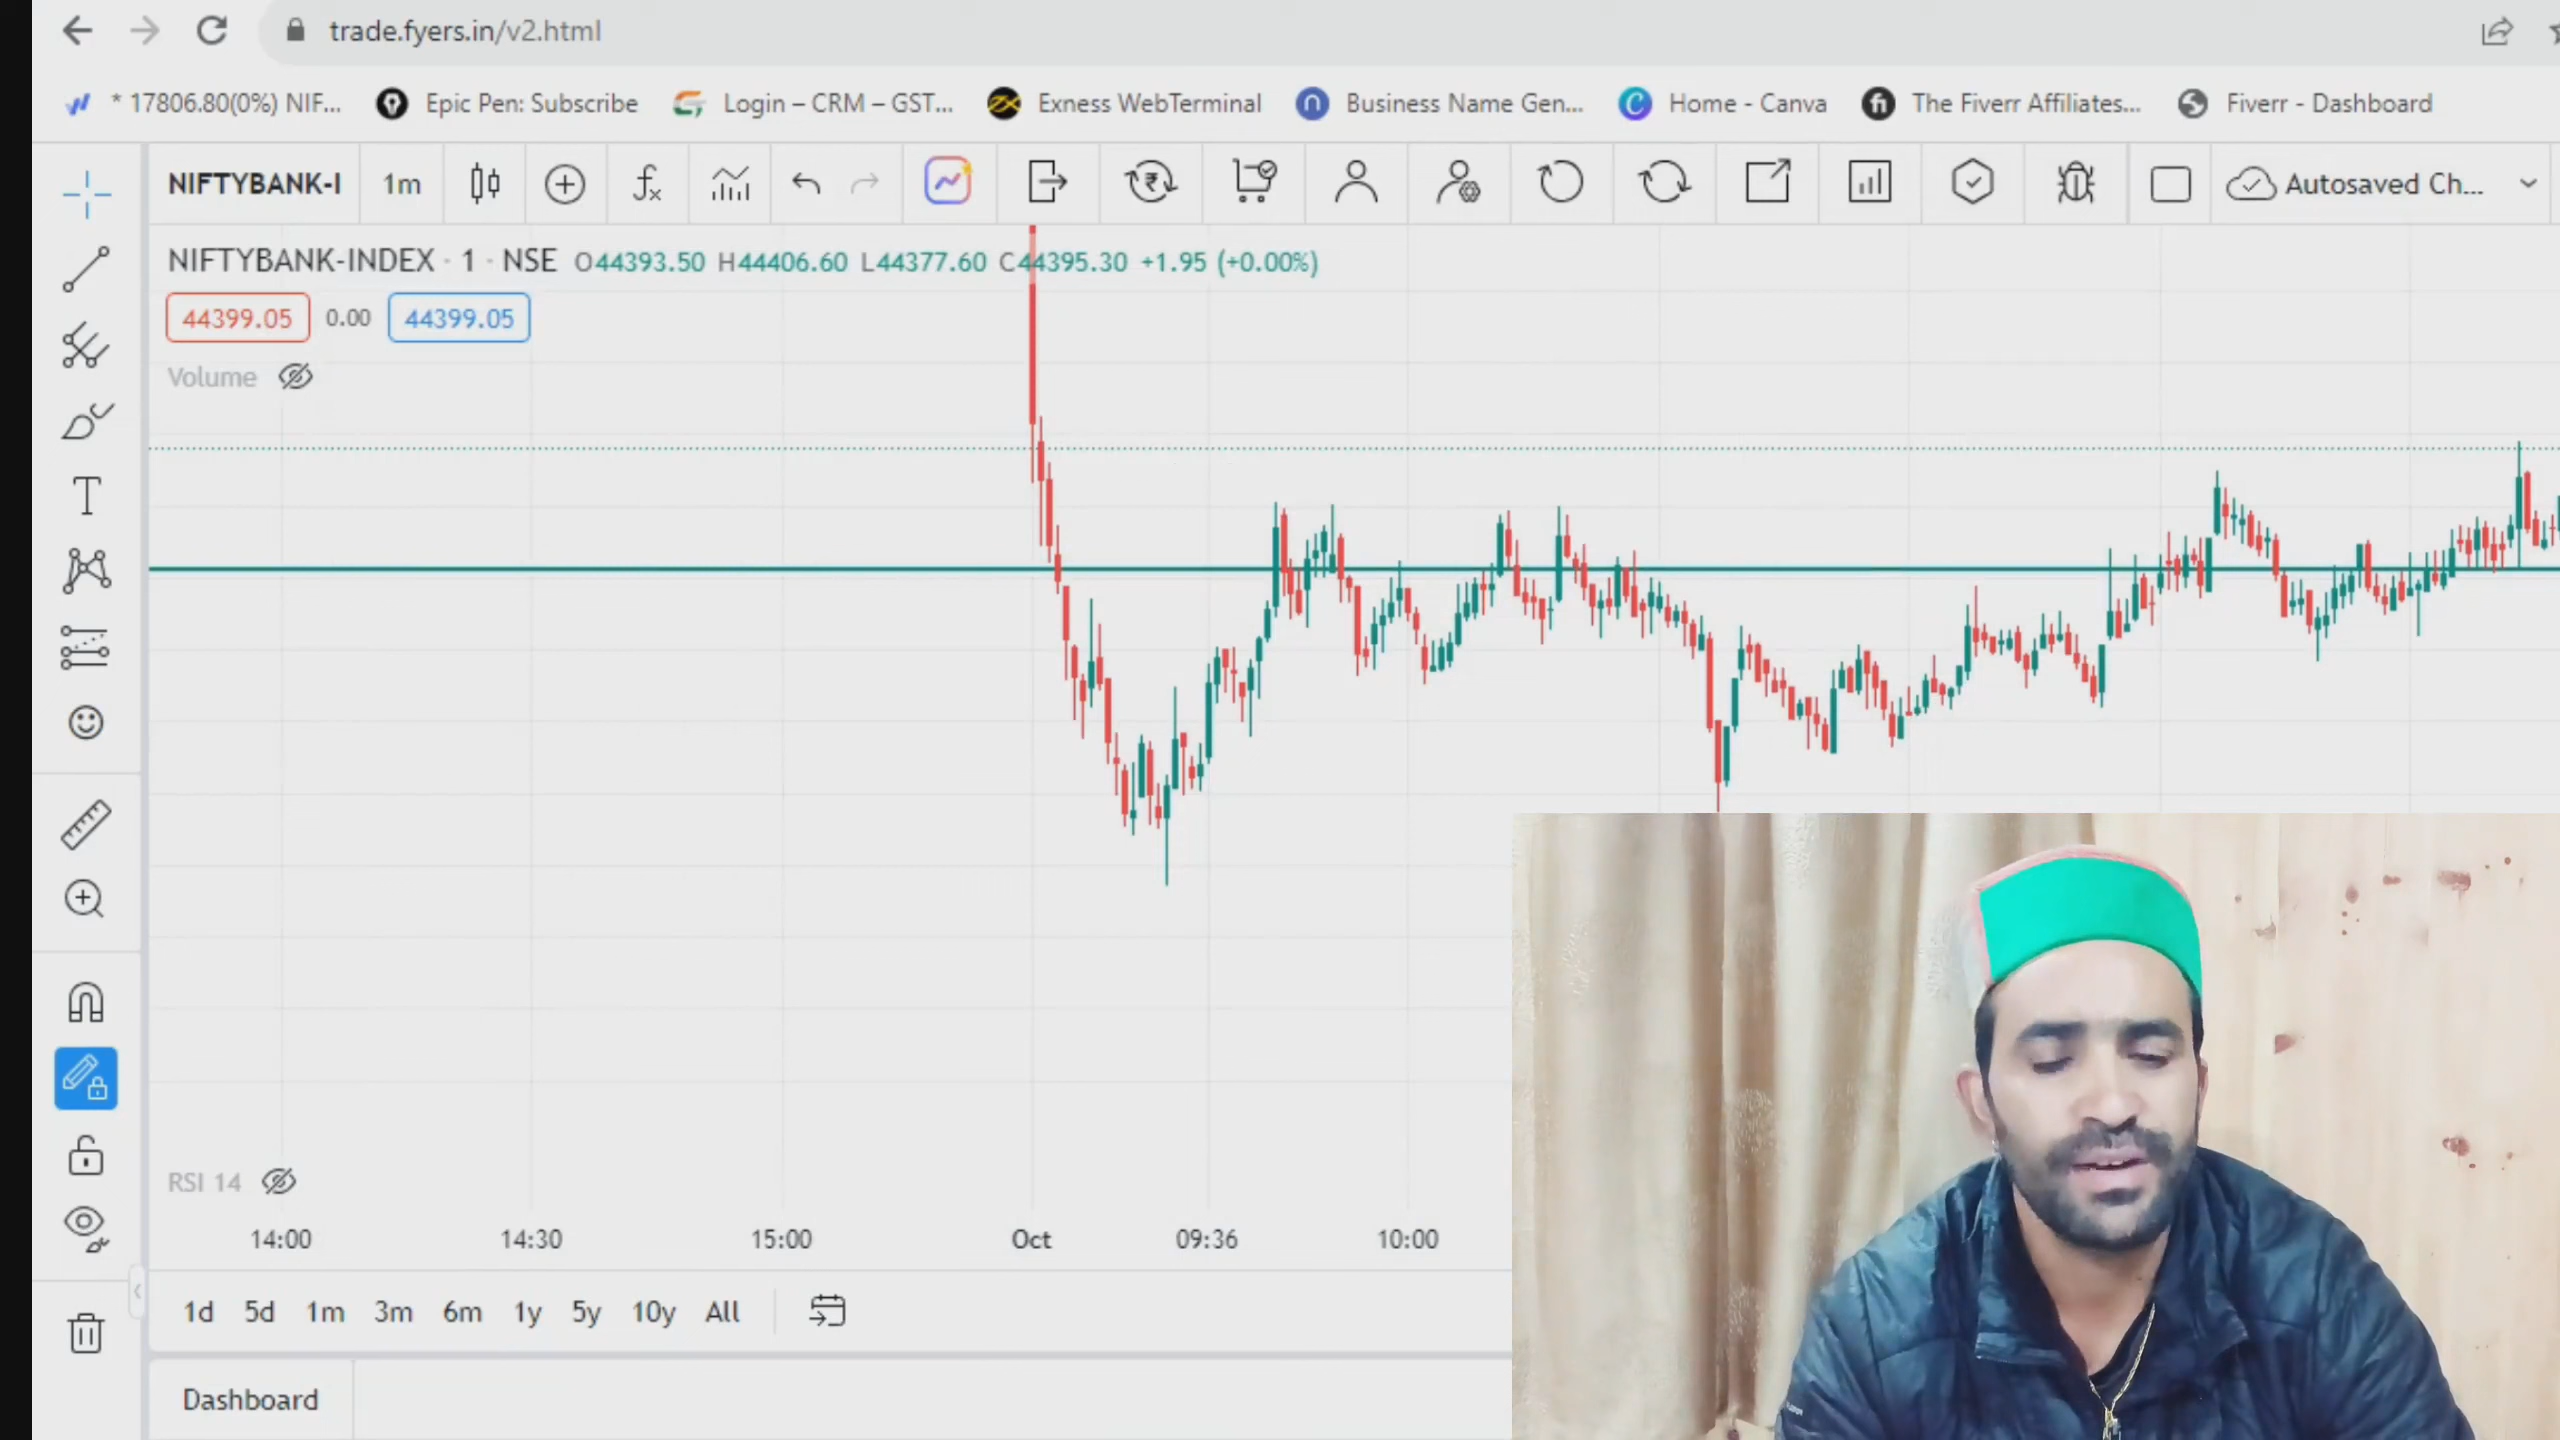 trade.fyers.in/v2.html
* 17806.80(0%) NIF... Epic Pen: Subscribe Login – CRM – GST... Exness WebTerminal Business Name Gen... Home - Canva The Fiverr Affiliates... Fiverr - Dashboard
NIFTYBANK-I 1m Autosaved Ch...
NIFTYBANK-INDEX · 1 · NSE O44393.50 H44406.60 L44377.60 C44395.30 +1.95 (+0.00%)
44399.05 0.00 44399.05
Volume
RSI 14
14:00 14:30 15:00 Oct 09:36 10:00
1d 5d 1m 3m 6m 1y 5y 10y All
Dashboard